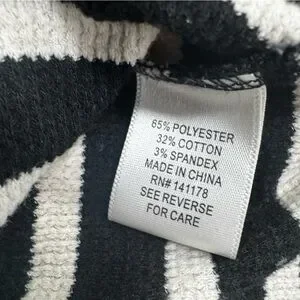 65% POLYESTER
32% COTTON
3% SPANDEX
MADE IN CHINA
RN# 141178
SEE REVERSE
FOR CARE